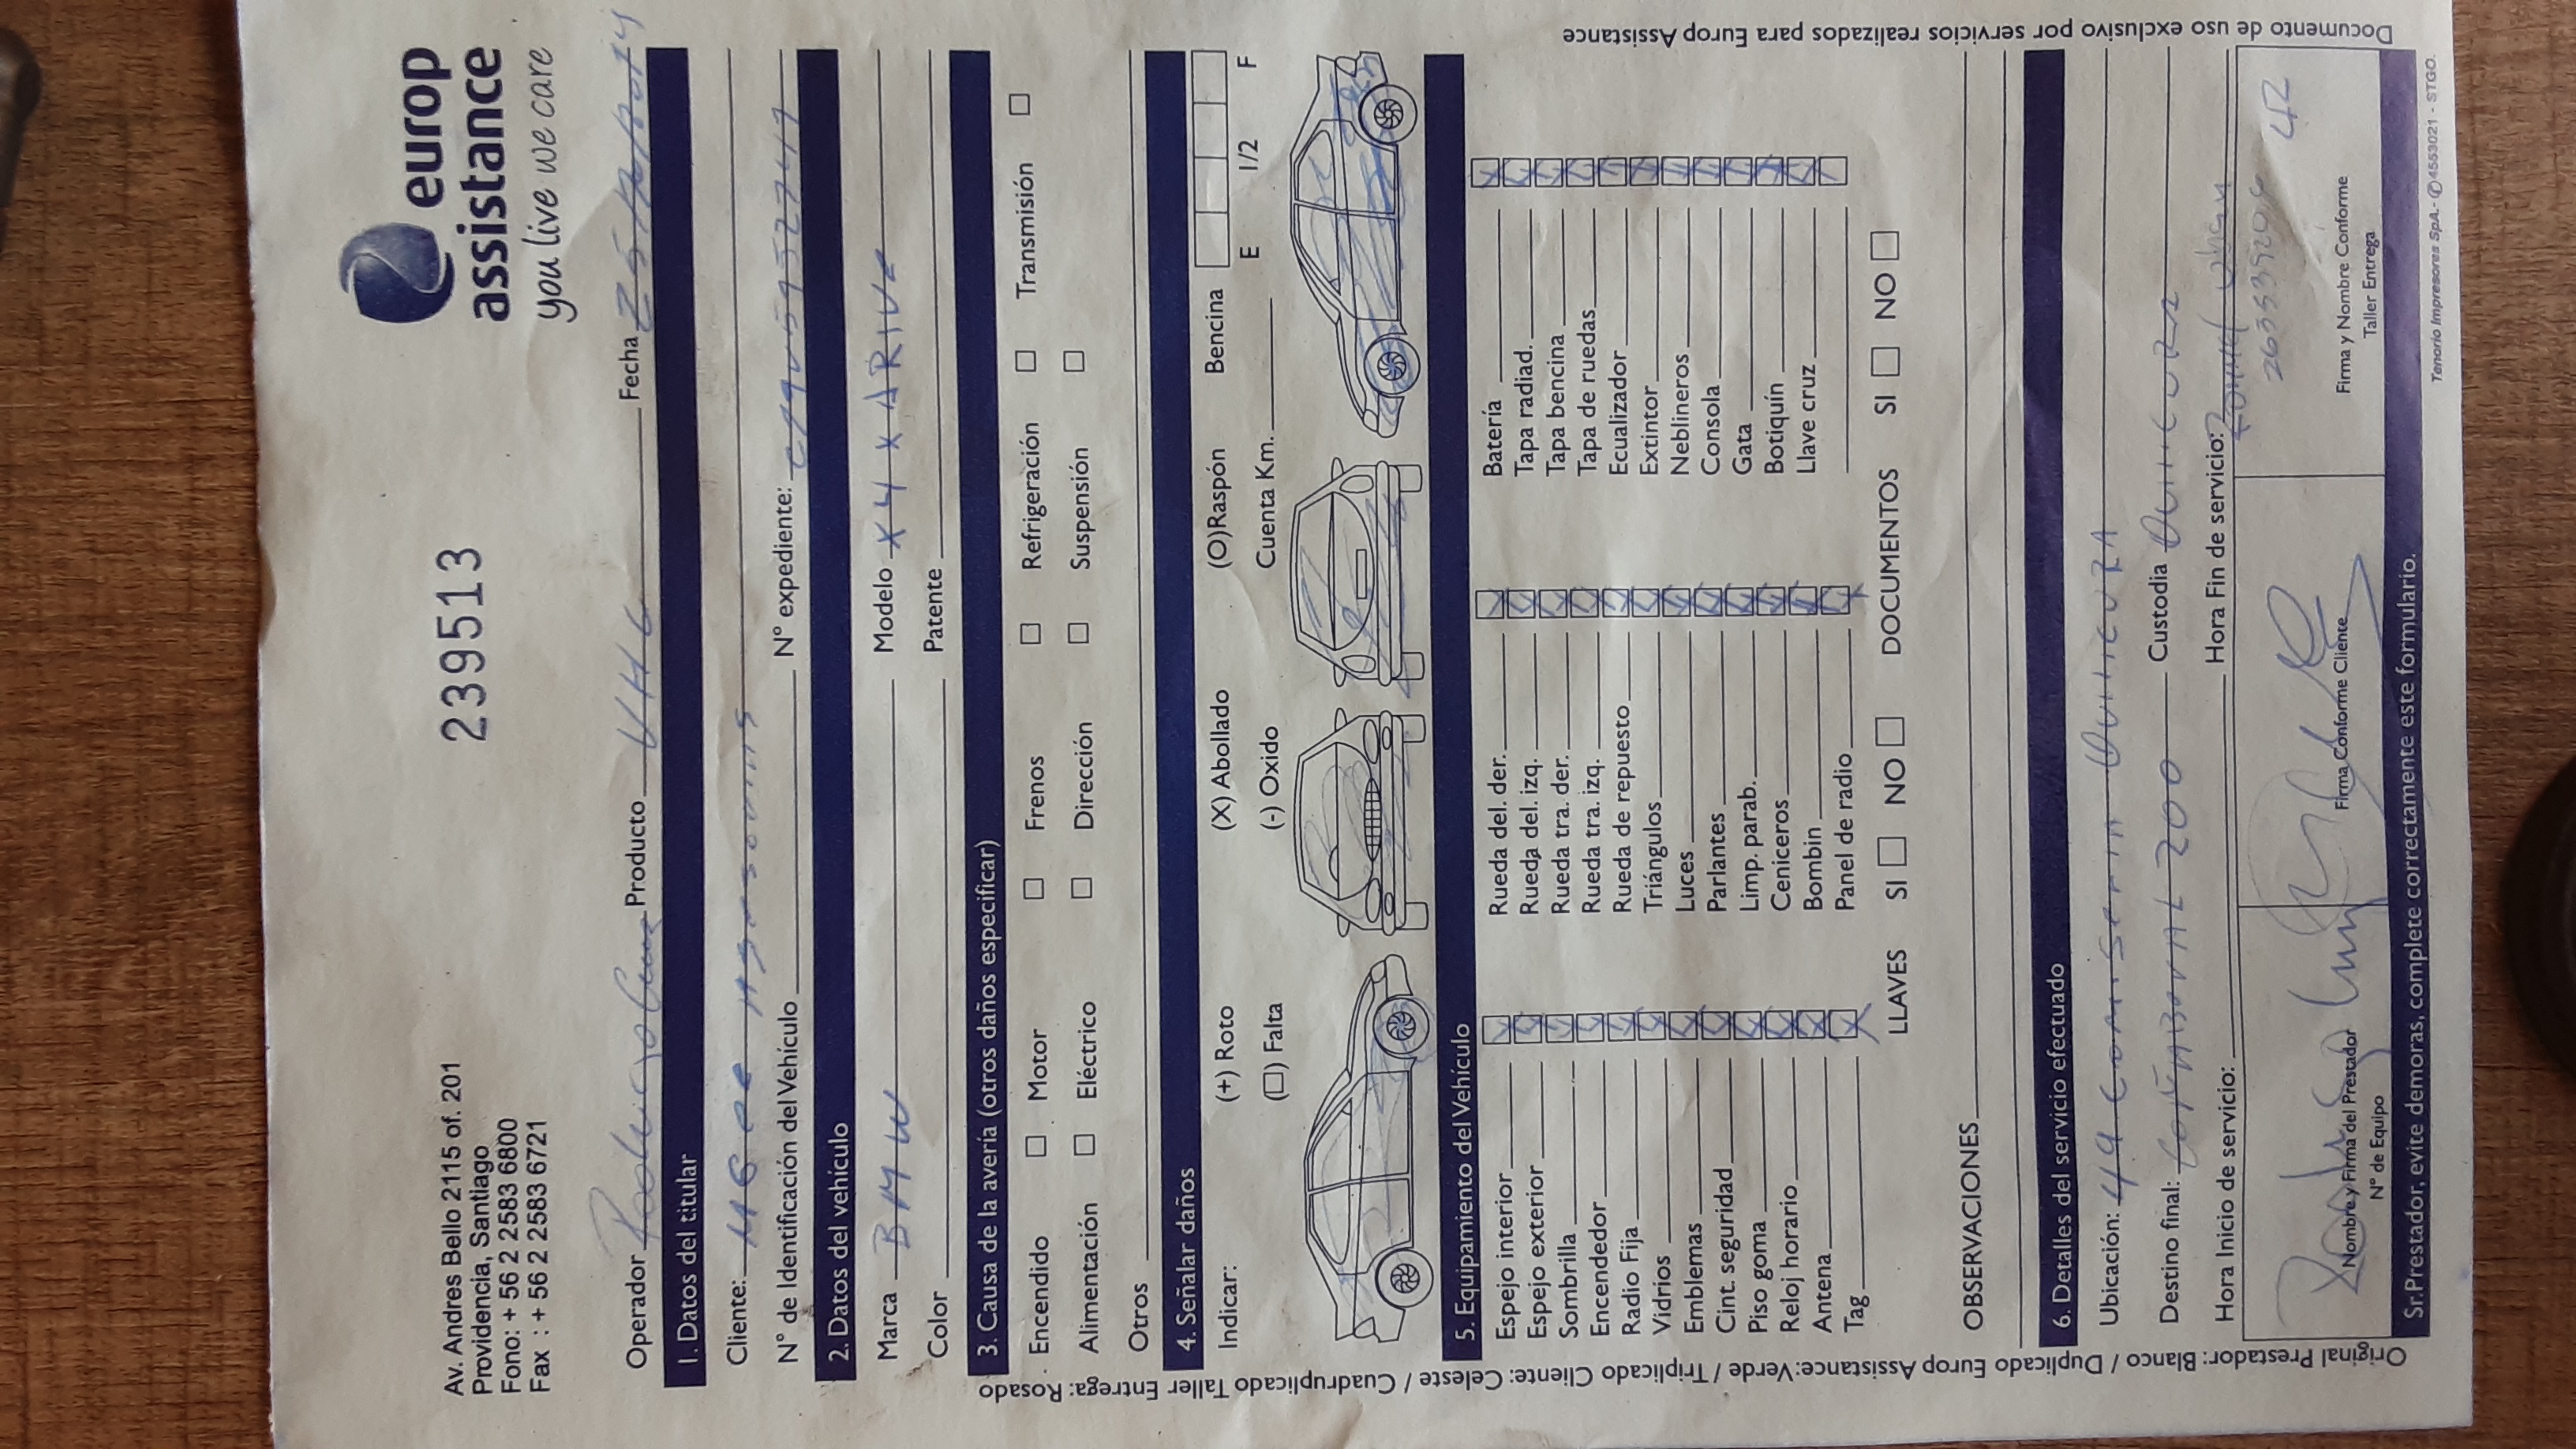 europ
assistance
you live we care
239513
Av. Andres Bello 2115 of. 201
Providencia, Santiago
Fono: + 56 2 2583 6800
Fax : + 56 2 2583 6721
Operador Producto Fecha
1. Datos del titular
Cliente:
N° de Identificación del Vehículo N° expediente:
2. Datos del vehículo
Marca BMW Modelo X4 X
Color Patente
3. Causa de la avería (otros daños especificar)
Encendido Motor Frenos Refrigeración Transmisión
Alimentación Eléctrico Dirección Suspensión
Otros
4. Señalar daños
Indicar: (+) Roto (X) Abollado (O)Raspón Bencina E 1/2 F
(□) Falta (-) Oxido Cuenta Km.
5. Equipamiento del Vehículo
Espejo interior Rueda del. der. Batería
Espejo exterior Rueda del. izq. Tapa radiad.
Sombrilla Rueda tra. der. Tapa bencina
Encendedor Rueda tra. izq. Tapa de ruedas
Radio Fija Rueda de repuesto Ecualizador
Vidrios Triángulos Extintor
Emblemas Luces Neblineros
Cint. seguridad Parlantes Consola
Piso goma Limp. parab. Gata
Reloj horario Ceniceros Botiquín
Antena Bombin Llave cruz
Tag Panel de radio
LLAVES SI NO DOCUMENTOS SI NO
OBSERVACIONES
6. Detalles del servicio efectuado
Ubicación: QUILICURA
Destino final: 200 Custodia QUILICURA
Hora Inicio de servicio: Hora Fin de servicio:
Nombre y Firma del Prestador
N° de Equipo
Firma Conforme Cliente
Firma y Nombre Conforme
Taller Entrega
Sr. Prestador, evite demoras, complete correctamente este formulario.
Tenorio Impresores SpA.- ✆ 4553021 - STGO.
Original Prestador: Blanco / Duplicado Europ Assistance:Verde / Triplicado Cliente: Celeste / Cuadruplicado Taller Entrega: Rosado
Documento de uso exclusivo por servicios realizados para Europ Assistance